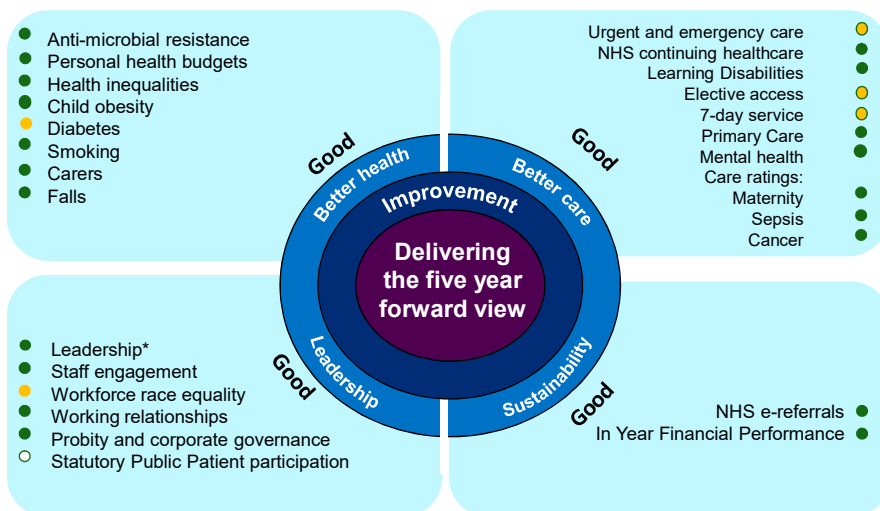 Anti-microbial resistance
Personal health budgets
Health inequalities
Child obesity
Diabetes
Smoking
Carers
Falls
Urgent and emergency care
NHS continuing healthcare
Learning Disabilities
Elective access
7-day service
Primary Care
Mental health
Care ratings:
Maternity
Sepsis
Cancer
Good
Good
Better health
Better care
Improvement
Delivering
the five year
forward view
Leadership
Sustainability
Good
Good
Leadership*
Staff engagement
Workforce race equality
Working relationships
Probity and corporate governance
Statutory Public Patient participation
NHS e-referrals
In Year Financial Performance